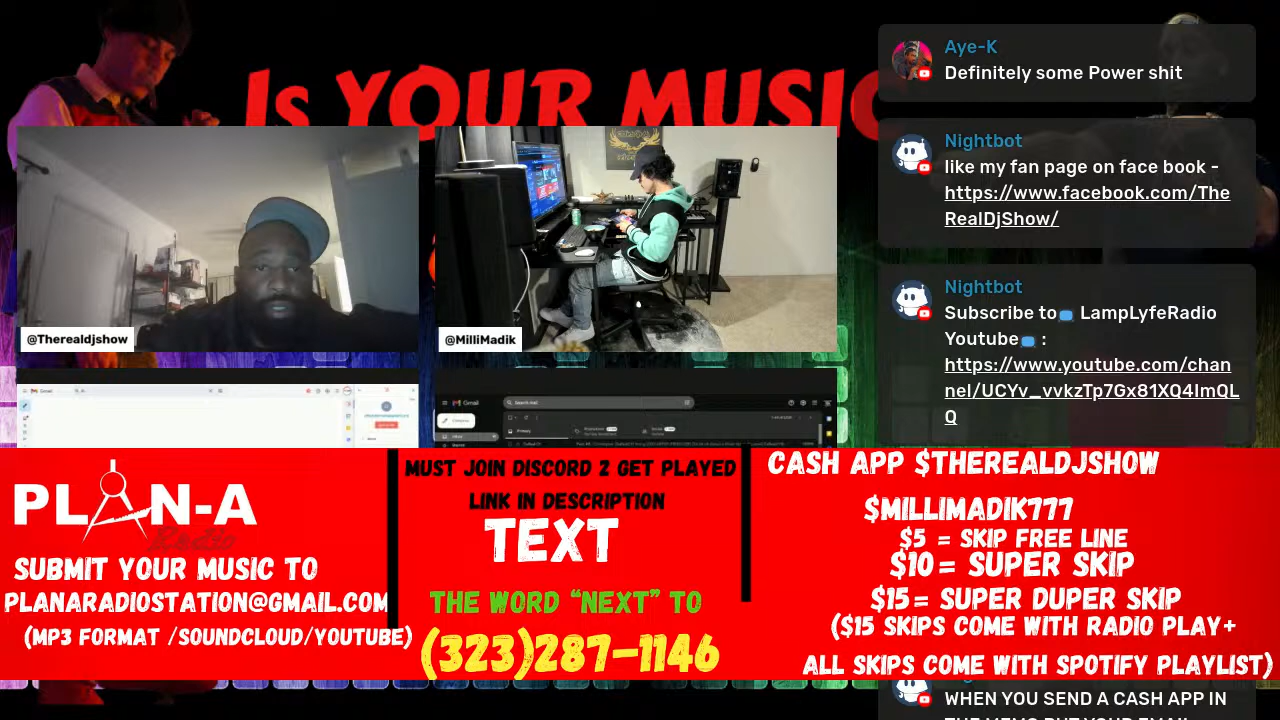 Is YOUR MUSIC
@Therealdjshow
@MilliMadik
Gmail
Gmail
Search mail
Aye-K
Definitely some Power shit
Nightbot
like my fan page on face book -
https://www.facebook.com/The
RealDjShow/
Nightbot
Subscribe to LampLyfeRadio
Youtube :
https://www.youtube.com/chan
nel/UCYv_vvkzTp7Gx81XQ4ImQL
Q
PLAN-A
Radio
SUBMIT YOUR MUSIC TO
PLANARADIOSTATION@GMAIL.COM
(MP3 FORMAT /SOUNDCLOUD/YOUTUBE)
MUST JOIN DISCORD 2 GET PLAYED
LINK IN DESCRIPTION
TEXT
THE WORD “NEXT” TO
(323)287-1146
CASH APP $THEREALDJSHOW
$MILLIMADIK777
$5 = SKIP FREE LINE
$10 = SUPER SKIP
$15= SUPER DUPER SKIP
($15 SKIPS COME WITH RADIO PLAY+
ALL SKIPS COME WITH SPOTIFY PLAYLIST)
WHEN YOU SEND A CASH APP IN